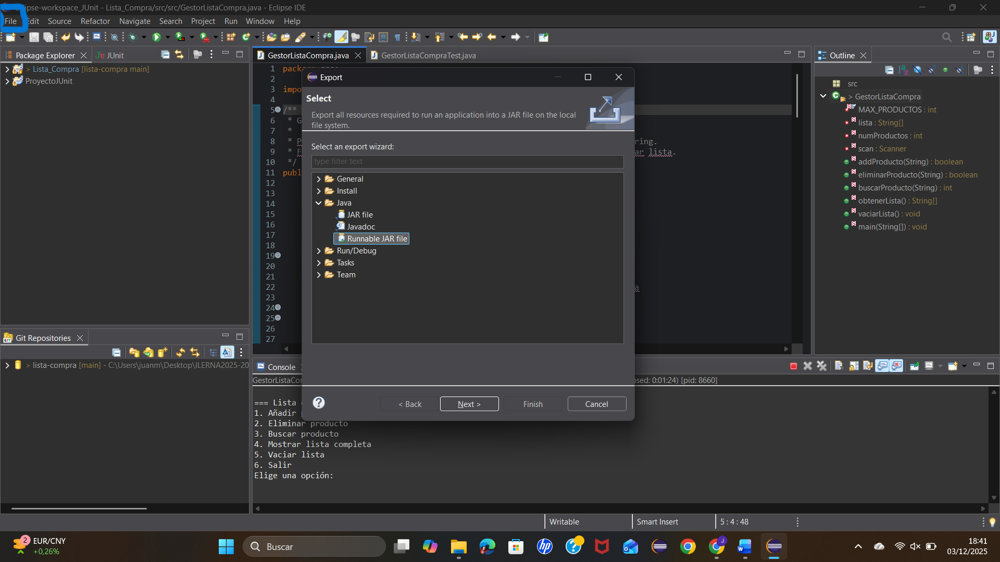 ipse-workspace_JUnit - Lista_Compra/src/src/GestorListaCompra.java - Eclipse IDE
File Edit Source Refactor Navigate Search Project Run Window Help
Package Explorer
JUnit
> Lista_Compra [lista-compra main]
ProyectoJUnit
GestorListaCompra.java
GestorListaCompraTest.java
1 pack
2
3 impo
4
5 /**
6 * G
7 *
8 * P ring.
9 * F ar lista.
10 */
11 publ
12
13
14
15
16
17
18
19
20
21
22 a
23
24
25
26
27
Export
Select
Export all resources required to run an application into a JAR file on the local
file system.
Select an export wizard:
type filter text
General
Install
Java
JAR file
Javadoc
Runnable JAR file
Run/Debug
Tasks
Team
< Back
Next >
Finish
Cancel
Outline
src
> GestorListaCompra
MAX_PRODUCTOS : int
lista : String[]
numProductos : int
scan : Scanner
addProducto(String) : boolean
eliminarProducto(String) : boolean
buscarProducto(String) : int
obtenerLista() : String[]
vaciarLista() : void
main(String[]) : void
Git Repositories
> lista-compra [main] - C:\Users\juanm\Desktop\ILERNA2025-20
Console
GestorListaCo psed: 0:01:24) [pid: 8660]
=== Lista
1. Añadir
2. Eliminar producto
3. Buscar producto
4. Mostrar lista completa
5. Vaciar lista
6. Salir
Elige una opción:
Writable
Smart Insert
5 : 4 : 48
2
EUR/CNY
+0,26%
Buscar
18:41
03/12/2025